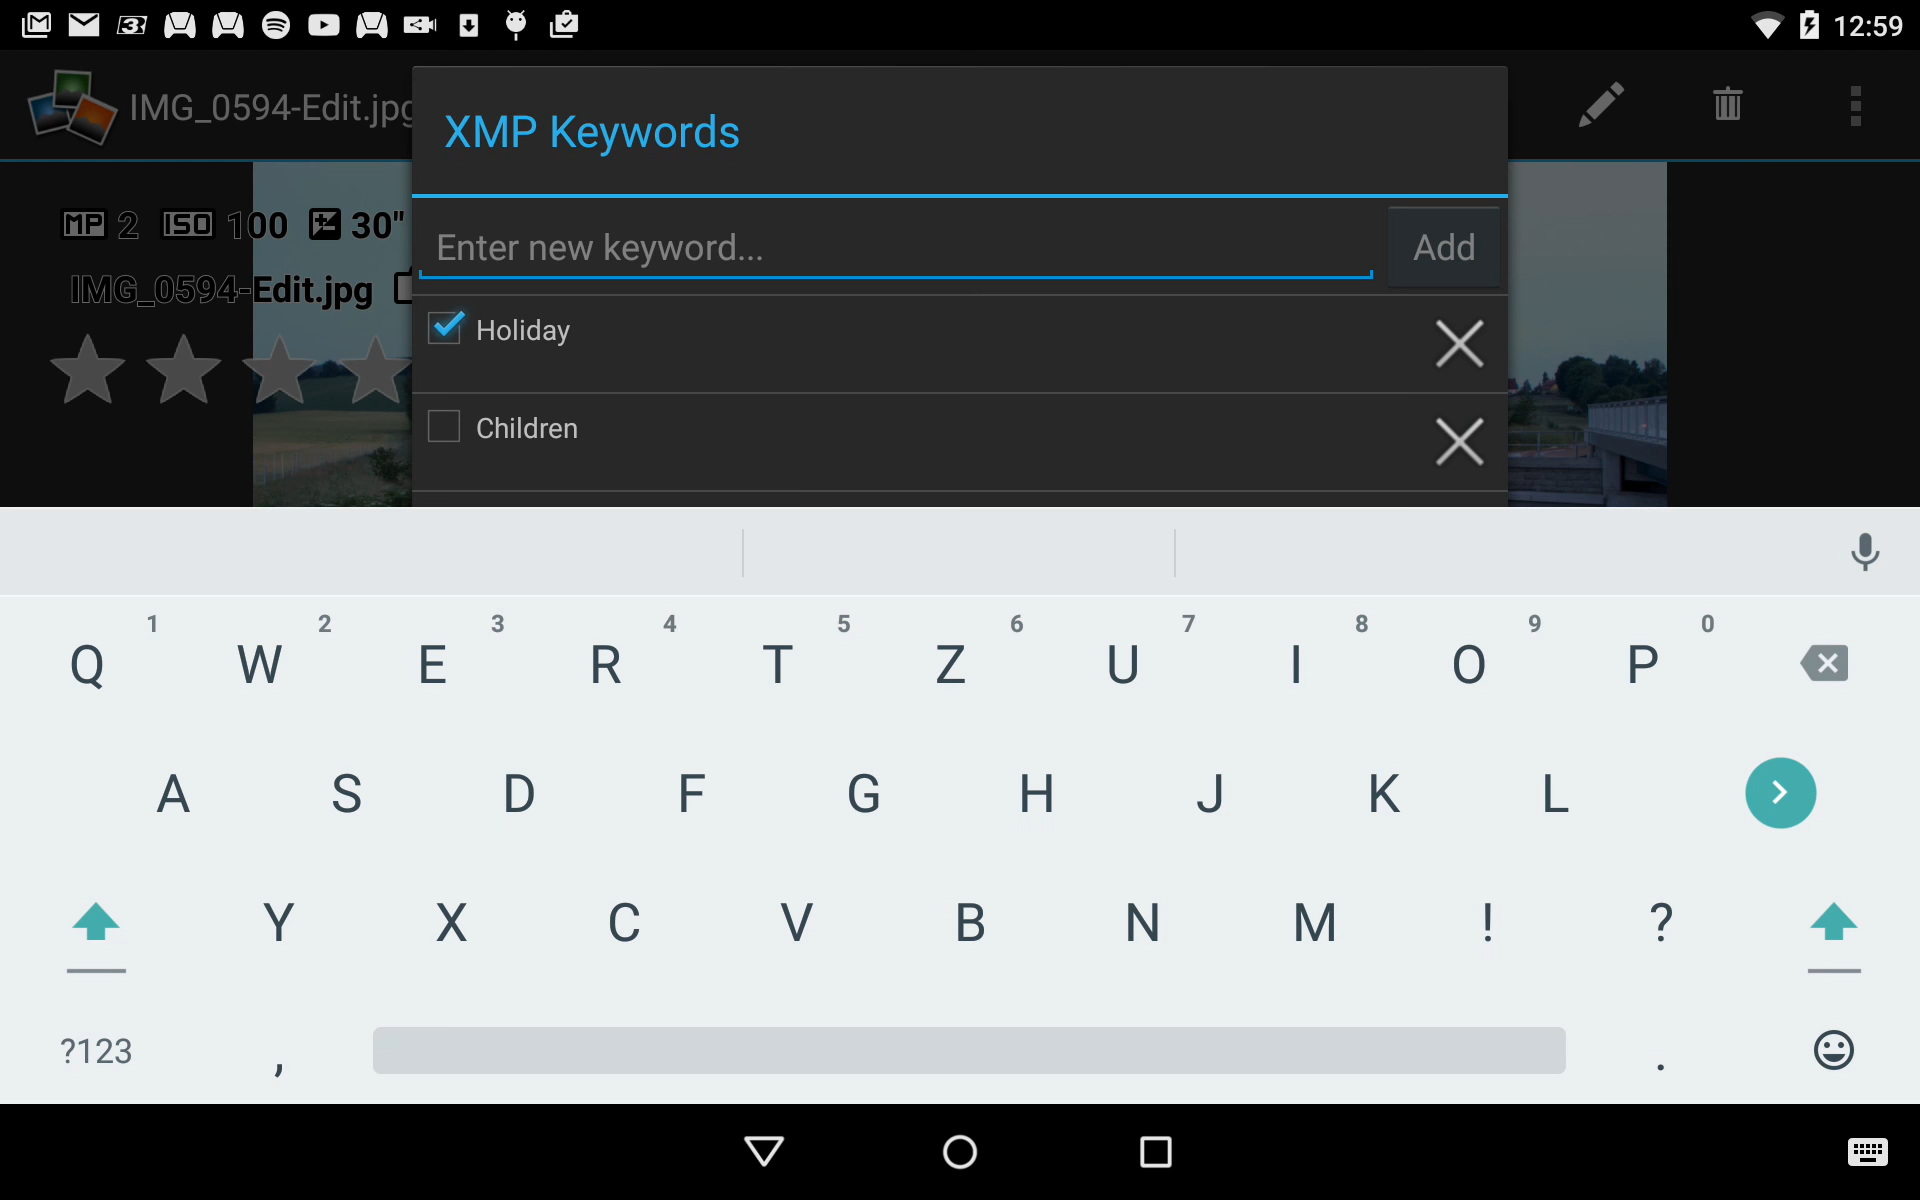 12:59
IMG_0594-Edit.jpg
XMP Keywords
MP 2 ISO 100 30"
IMG_0594-Edit.jpg
Enter new keyword...
Add
Holiday
Children
1 2 3 4 5 6 7 8 9 0
Q W E R T Z U I O P
A S D F G H J K L
Y X C V B N M ! ?
?123 , .